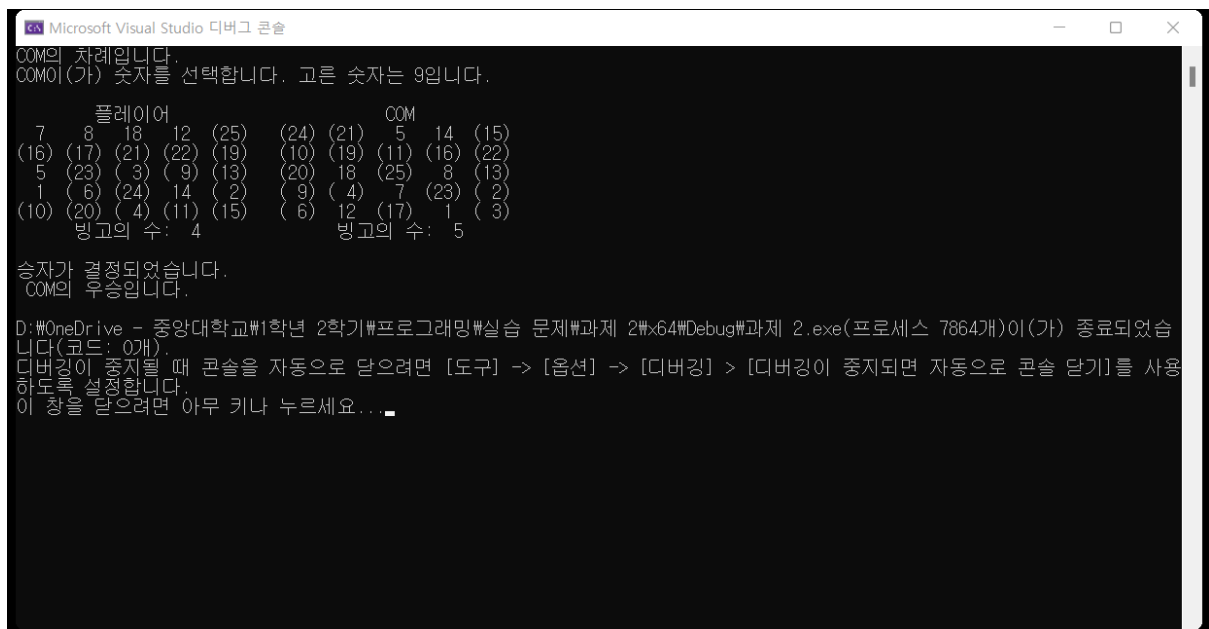 Microsoft Visual Studio 디버그 콘솔
COM의 차례입니다.
COM이(가) 숫자를 선택합니다. 고른 숫자는 9입니다.
플레이어 COM
7 8 18 12 (25) (24) (21) 5 14 (15)
(16) (17) (21) (22) (19) (10) (19) (11) (16) (22)
5 (23) ( 3) ( 9) (13) (20) 18 (25) 8 (13)
1 ( 6) (24) 14 ( 2) ( 9) ( 4) 7 (23) ( 2)
(10) (20) ( 4) (11) (15) ( 6) 12 (17) 1 ( 3)
빙고의 수: 4 빙고의 수: 5
승자가 결정되었습니다.
COM의 우승입니다.
D:₩OneDrive - 중앙대학교₩1학년 2학기₩프로그래밍₩실습 문제₩과제 2₩x64₩Debug₩과제 2.exe(프로세스 7864개)이(가) 종료되었습
니다(코드: 0개).
디버깅이 중지될 때 콘솔을 자동으로 닫으려면 [도구] -> [옵션] -> [디버깅] > [디버깅이 중지되면 자동으로 콘솔 닫기]를 사용
하도록 설정합니다.
이 창을 닫으려면 아무 키나 누르세요...